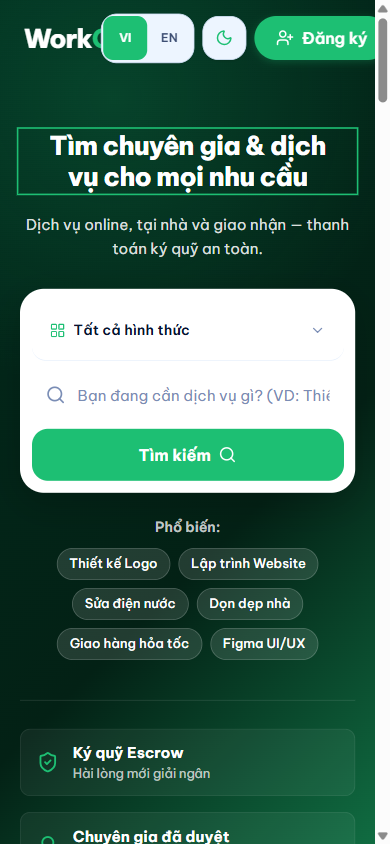 Work
VI
EN
Đăng ký
Tìm chuyên gia & dịch
vụ cho mọi nhu cầu
Dịch vụ online, tại nhà và giao nhận — thanh
toán ký quỹ an toàn.
Tất cả hình thức
Bạn đang cần dịch vụ gì? (VD: Thiế
Tìm kiếm
Phổ biến:
Thiết kế Logo
Lập trình Website
Sửa điện nước
Dọn dẹp nhà
Giao hàng hỏa tốc
Figma UI/UX
Ký quỹ Escrow
Hài lòng mới giải ngân
Chuyên gia đã duyệt